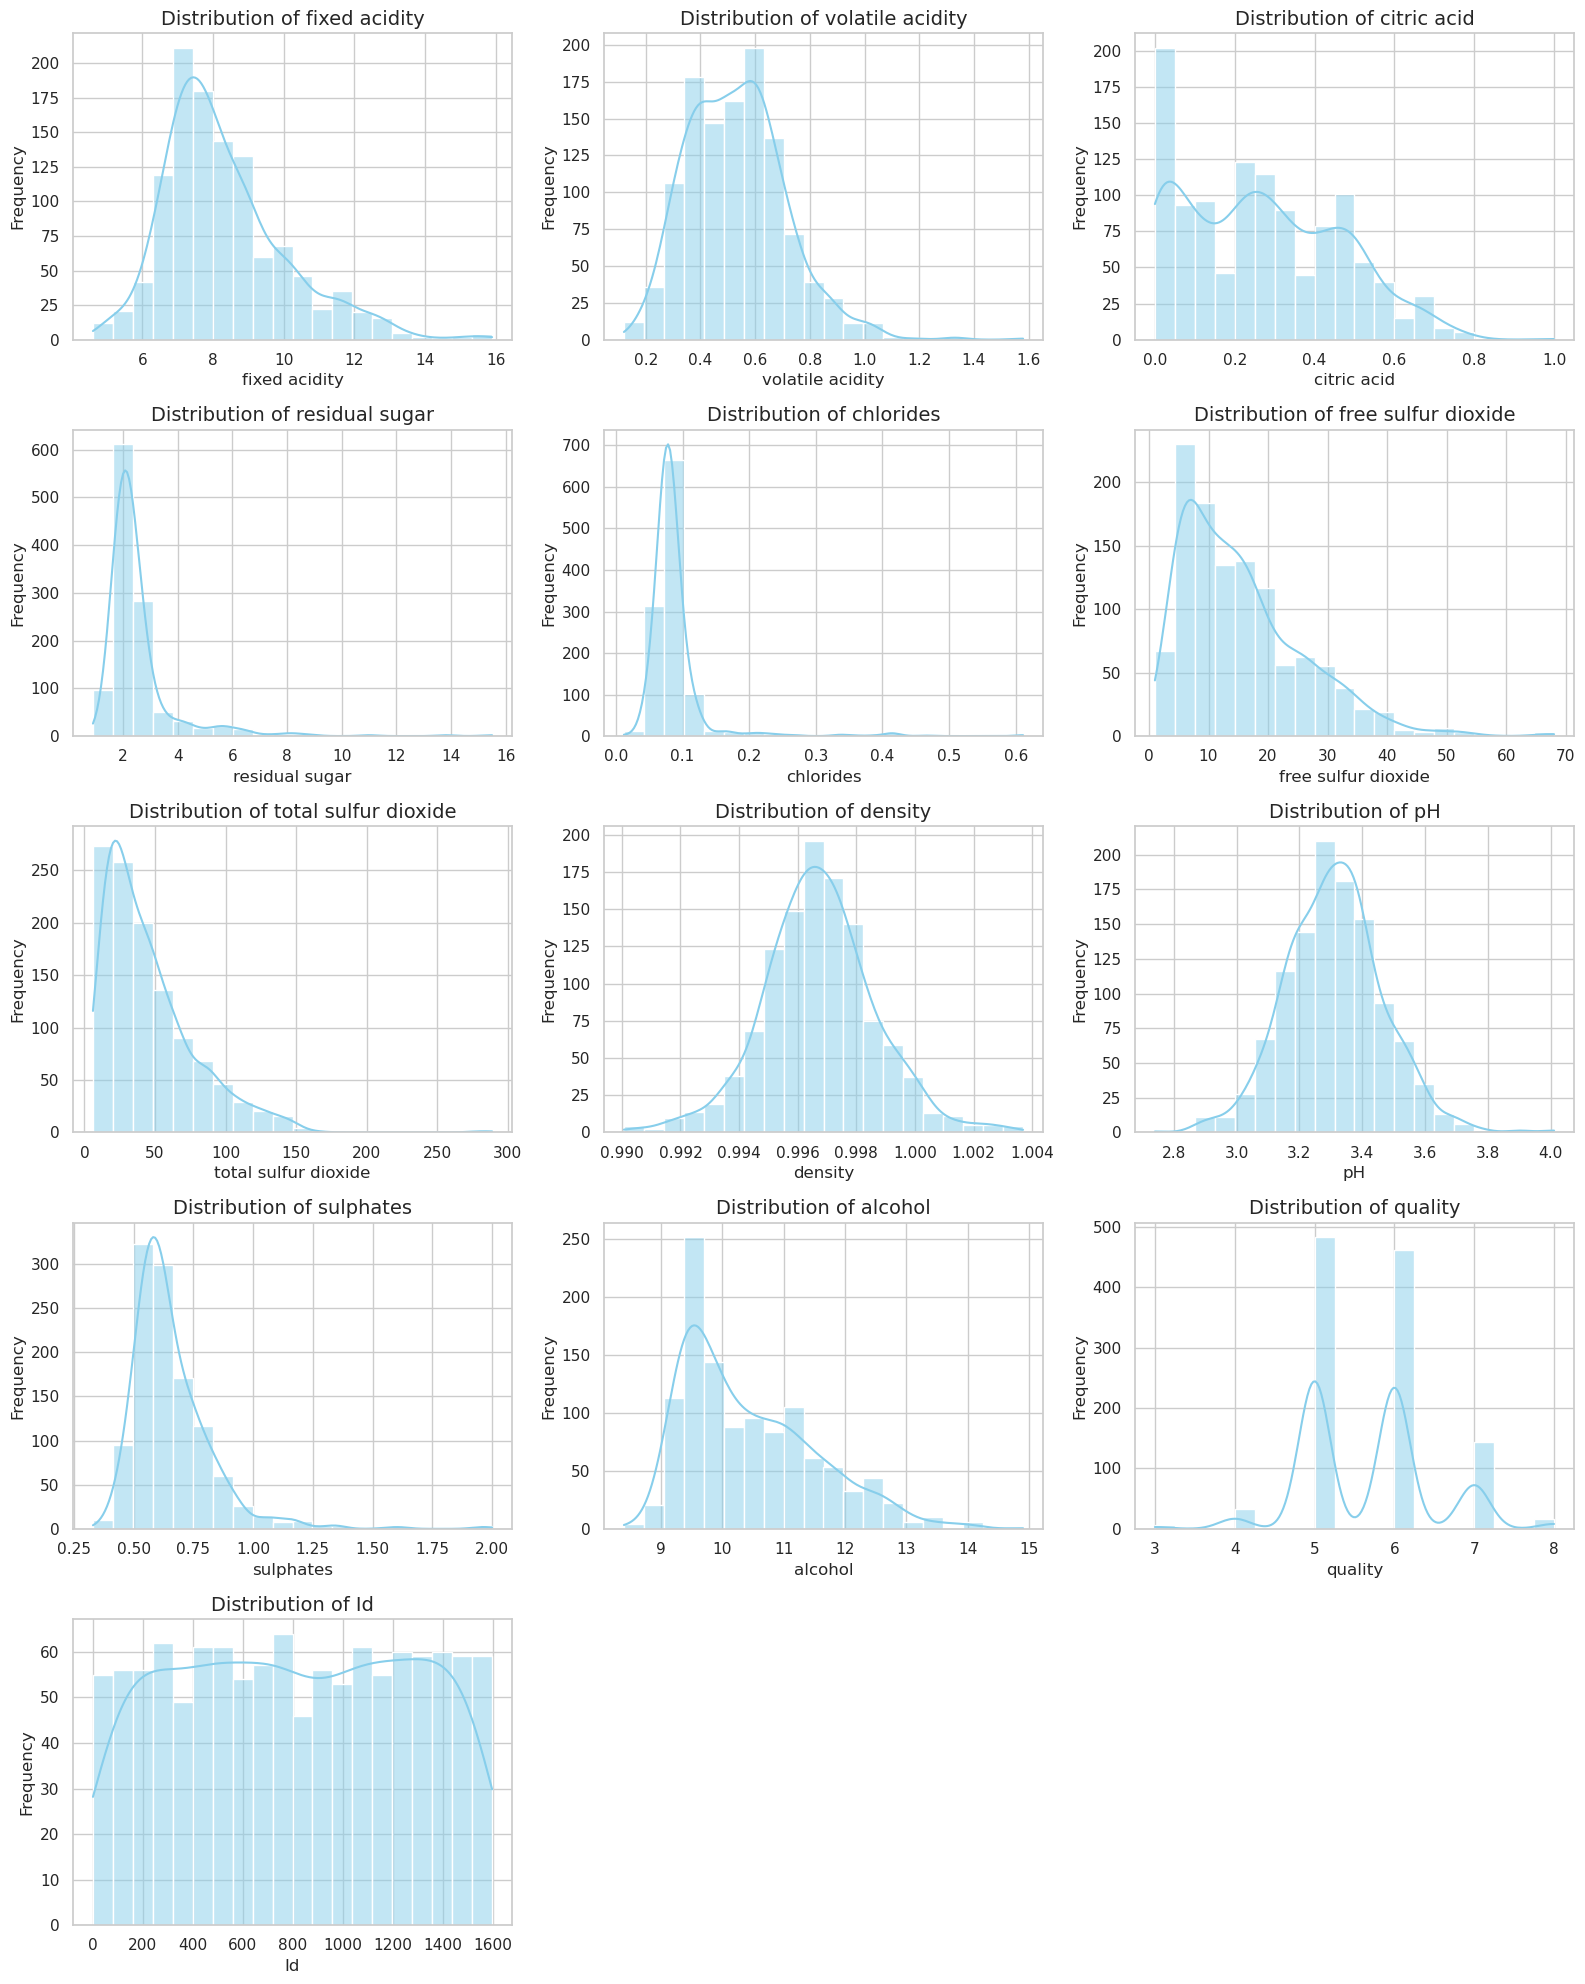 Distribution of fixed acidity
Frequency
200
175
150
125
100
75
50
25
0
6 8 10 12 14 16
fixed acidity
Distribution of volatile acidity
Frequency
200
175
150
125
100
75
50
25
0
0.2 0.4 0.6 0.8 1.0 1.2 1.4 1.6
volatile acidity
Distribution of citric acid
Frequency
200
175
150
125
100
75
50
25
0
0.0 0.2 0.4 0.6 0.8 1.0
citric acid
Distribution of residual sugar
Frequency
600
500
400
300
200
100
0
2 4 6 8 10 12 14 16
residual sugar
Distribution of chlorides
Frequency
700
600
500
400
300
200
100
0
0.0 0.1 0.2 0.3 0.4 0.5 0.6
chlorides
Distribution of free sulfur dioxide
Frequency
200
150
100
50
0
0 10 20 30 40 50 60 70
free sulfur dioxide
Distribution of total sulfur dioxide
Frequency
250
200
150
100
50
0
0 50 100 150 200 250 300
total sulfur dioxide
Distribution of density
Frequency
200
175
150
125
100
75
50
25
0
0.990 0.992 0.994 0.996 0.998 1.000 1.002 1.004
density
Distribution of pH
Frequency
200
175
150
125
100
75
50
25
0
2.8 3.0 3.2 3.4 3.6 3.8 4.0
pH
Distribution of sulphates
Frequency
300
250
200
150
100
50
0
0.25 0.50 0.75 1.00 1.25 1.50 1.75 2.00
sulphates
Distribution of alcohol
Frequency
250
200
150
100
50
0
9 10 11 12 13 14 15
alcohol
Distribution of quality
Frequency
500
400
300
200
100
0
3 4 5 6 7 8
quality
Distribution of Id
Frequency
60
50
40
30
20
10
0
0 200 400 600 800 1000 1200 1400 1600
Id